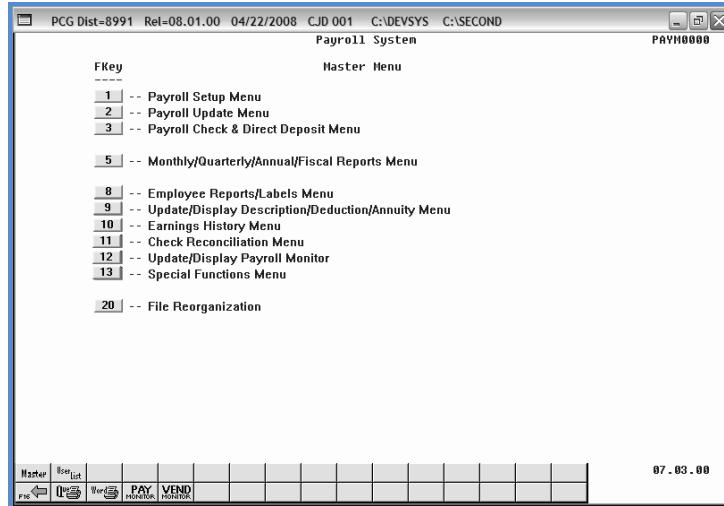 PCG Dist=8991 Rel=08.01.00 04/22/2008 CJD 001 C:\DEVSYS C:\SECOND
Payroll System PAYM0000
FKey Master Menu
----
1 -- Payroll Setup Menu
2 -- Payroll Update Menu
3 -- Payroll Check & Direct Deposit Menu
5 -- Monthly/Quarterly/Annual/Fiscal Reports Menu
8 -- Employee Reports/Labels Menu
9 -- Update/Display Description/Deduction/Annuity Menu
10 -- Earnings History Menu
11 -- Check Reconciliation Menu
12 -- Update/Display Payroll Monitor
13 -- Special Functions Menu
20 -- File Reorganization
Master User List 07.03.00
F16 Que Word PAY MONITOR VEND MONITOR